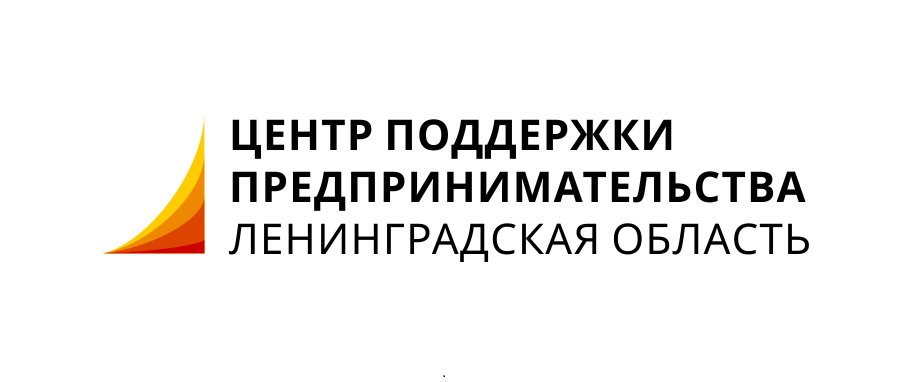 ЦЕНТР ПОДДЕРЖКИ
ПРЕДПРИНИМАТЕЛЬСТВА
ЛЕНИНГРАДСКАЯ ОБЛАСТЬ